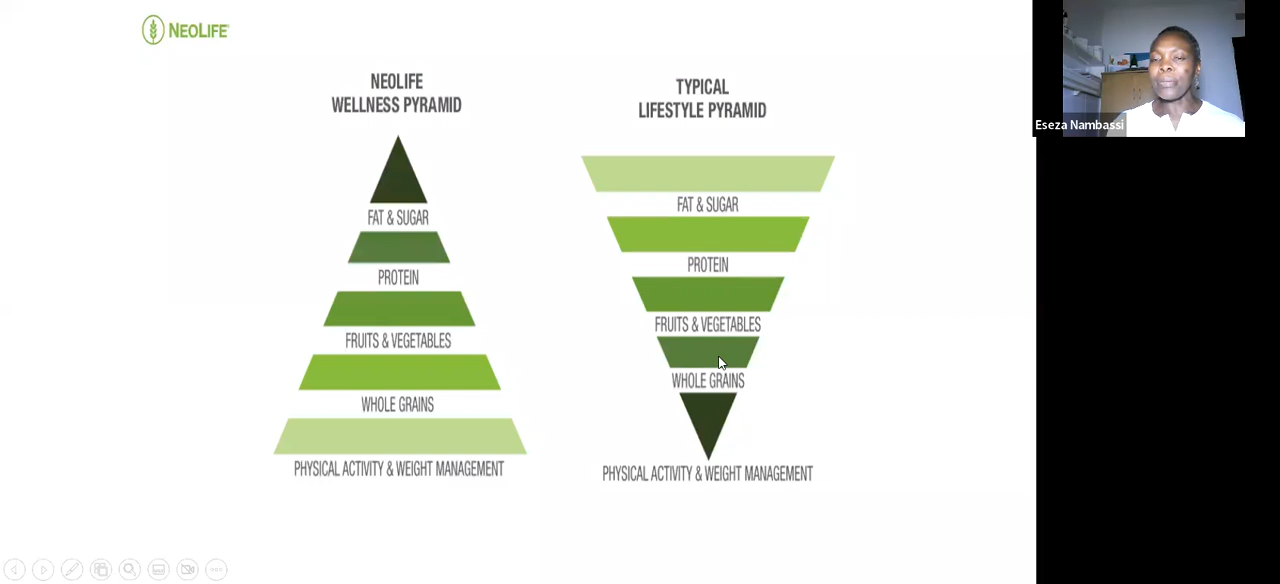 NEOLIFE
NEOLIFE
WELLNESS PYRAMID
FAT & SUGAR
PROTEIN
FRUITS & VEGETABLES
WHOLE GRAINS
PHYSICAL ACTIVITY & WEIGHT MANAGEMENT
TYPICAL
LIFESTYLE PYRAMID
FAT & SUGAR
PROTEIN
FRUITS & VEGETABLES
WHOLE GRAINS
PHYSICAL ACTIVITY & WEIGHT MANAGEMENT
Eseza Nambassi